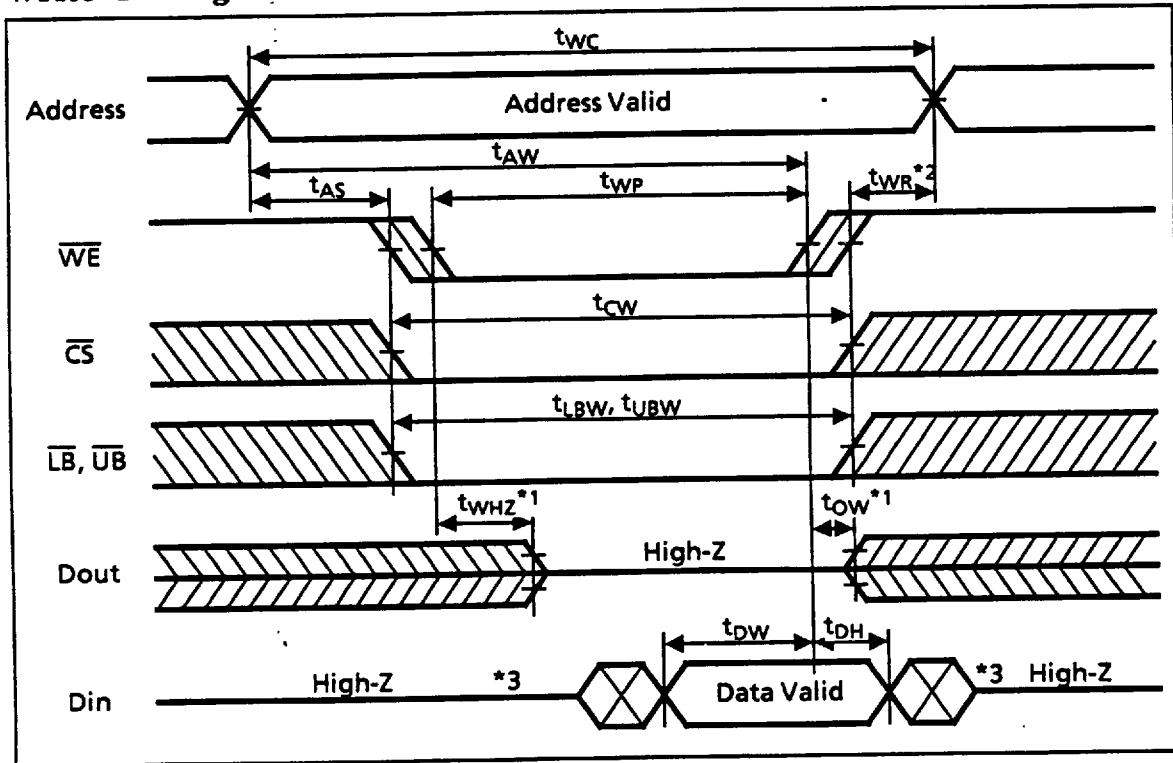 tWC
Address
Address Valid
tAW
tAS
tWP
tWR*2
WE
tCW
CS
tLBW, tUBW
LB, UB
tWHZ*1
tOW*1
High-Z
Dout
tDW
tDH
High-Z
*3
Data Valid
*3
High-Z
Din